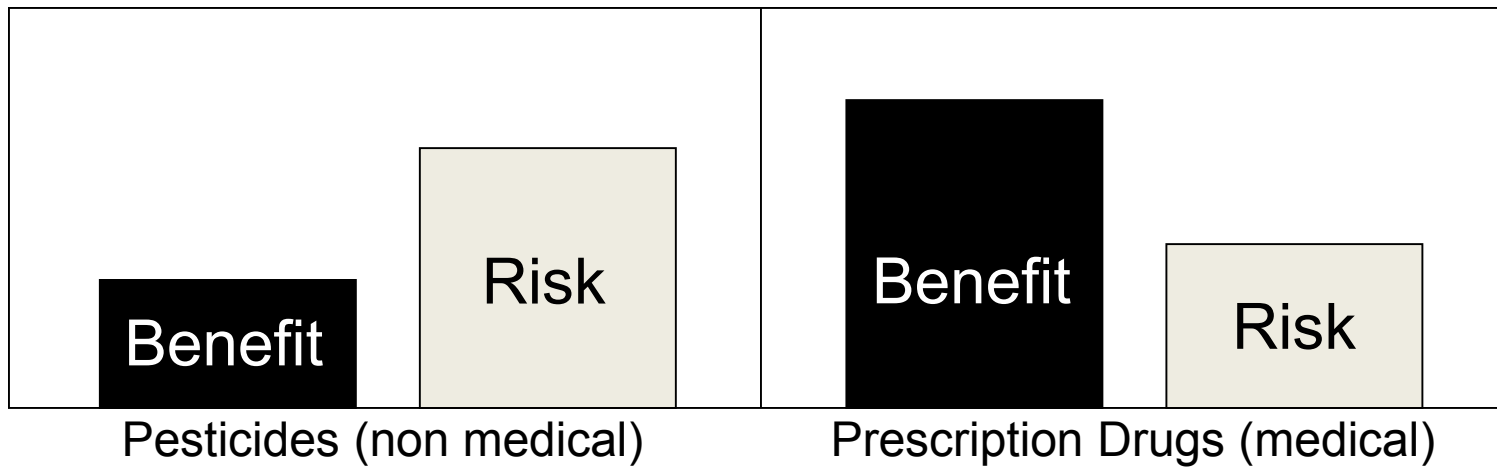 Benefit
Risk
Benefit
Risk
Pesticides (non medical)
Prescription Drugs (medical)